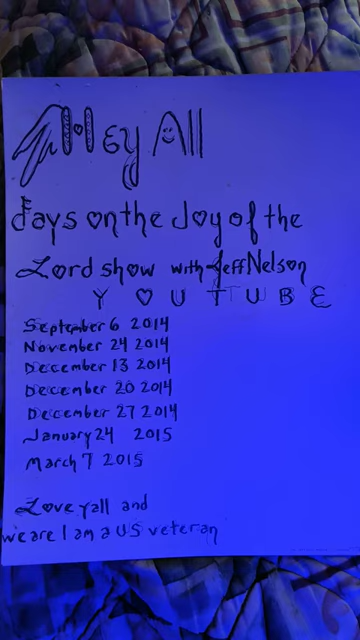 Hey All
days on the Joy of the
Lord show with Jeff Nelson
Y O U T U B E
September 6 2014
November 24 2014
December 13 2014
December 20 2014
December 27 2014
January 24 2015
March 7 2015
Love yall and
we are I am a US veteran